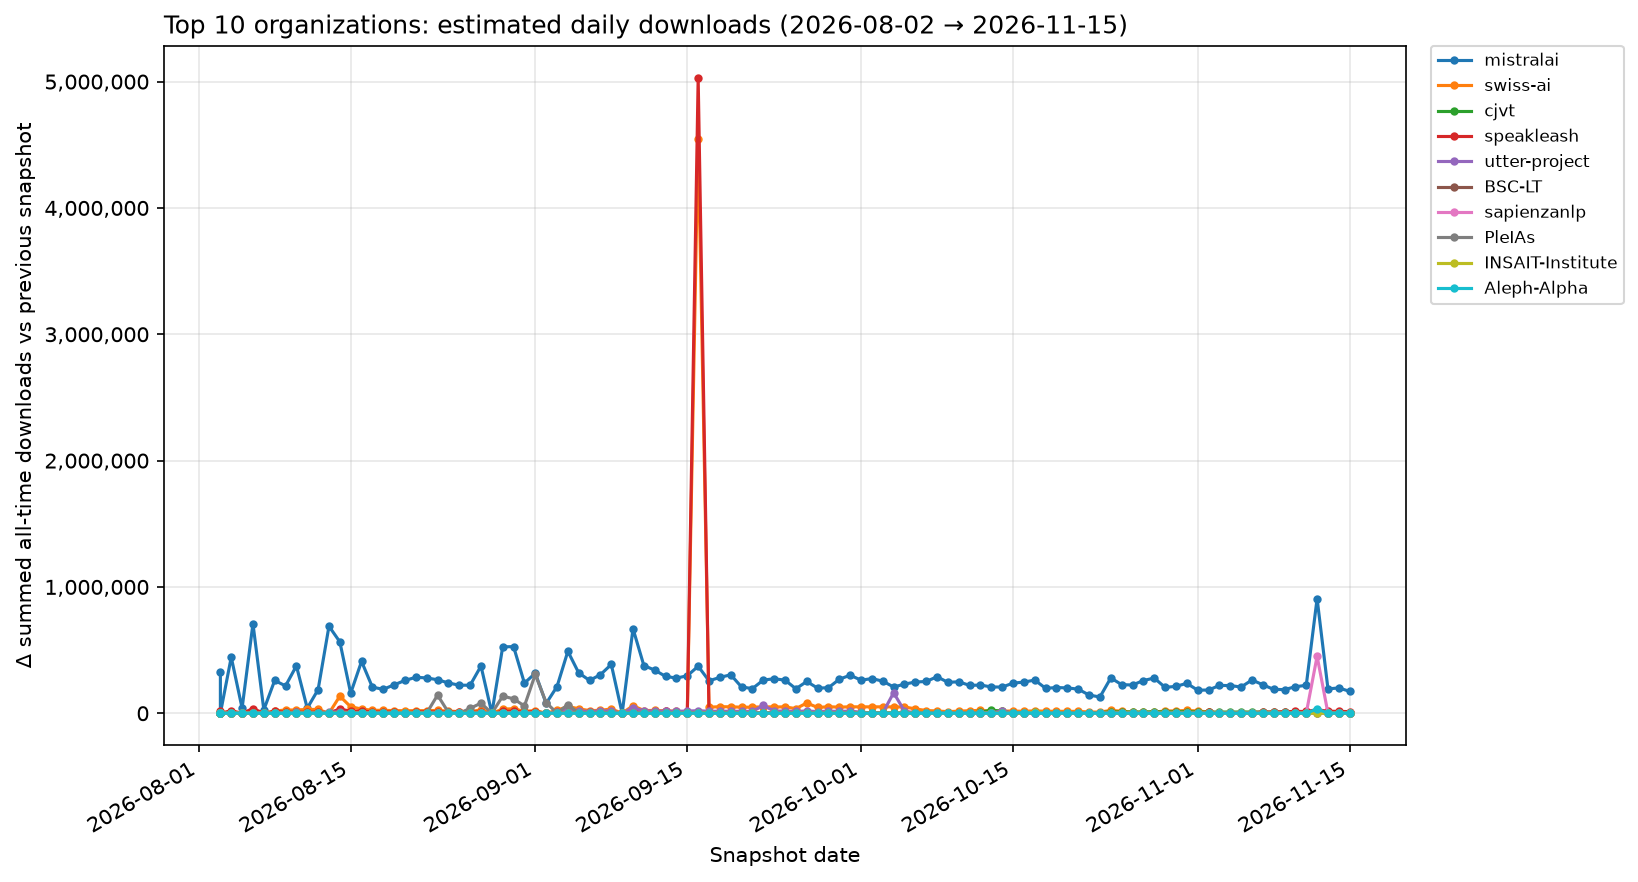 Top 10 organizations: estimated daily downloads (2026-08-02 → 2026-11-15)
Δ summed all-time downloads vs previous snapshot
5,000,000
4,000,000
3,000,000
2,000,000
1,000,000
0
2026-08-01
2026-08-15
2026-09-01
2026-09-15
2026-10-01
2026-10-15
2026-11-01
2026-11-15
Snapshot date
mistralai
swiss-ai
cjvt
speakleash
utter-project
BSC-LT
sapienzanlp
PleIAs
INSAIT-Institute
Aleph-Alpha